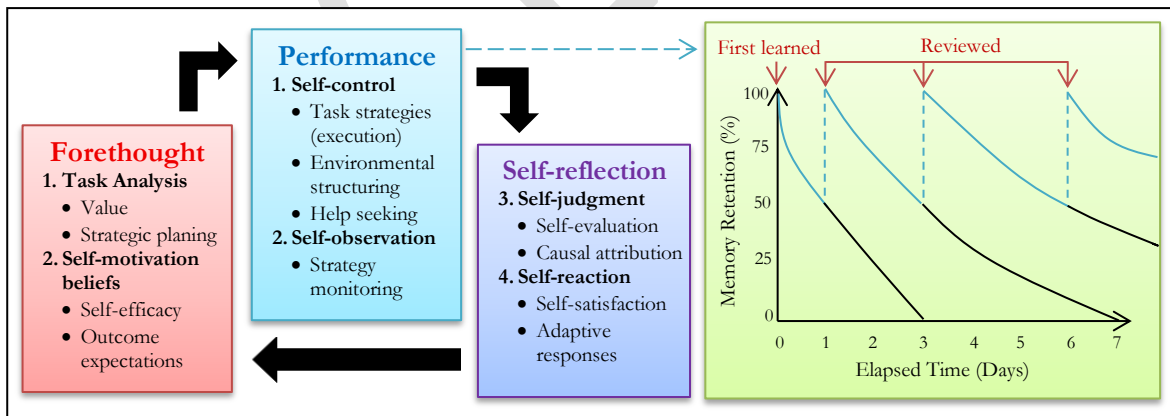 Forethought
1. Task Analysis
• Value
• Strategic planing
2. Self-motivation
beliefs
• Self-efficacy
• Outcome
expectations
Performance
1. Self-control
• Task strategies
(execution)
• Environmental
structuring
• Help seeking
2. Self-observation
• Strategy
monitoring
Self-reflection
3. Self-judgment
• Self-evaluation
• Causal attribution
4. Self-reaction
• Self-satisfaction
• Adaptive
responses
First learned
Reviewed
Memory Retention (%)
100
75
50
25
0
0 1 2 3 4 5 6 7
Elapsed Time (Days)